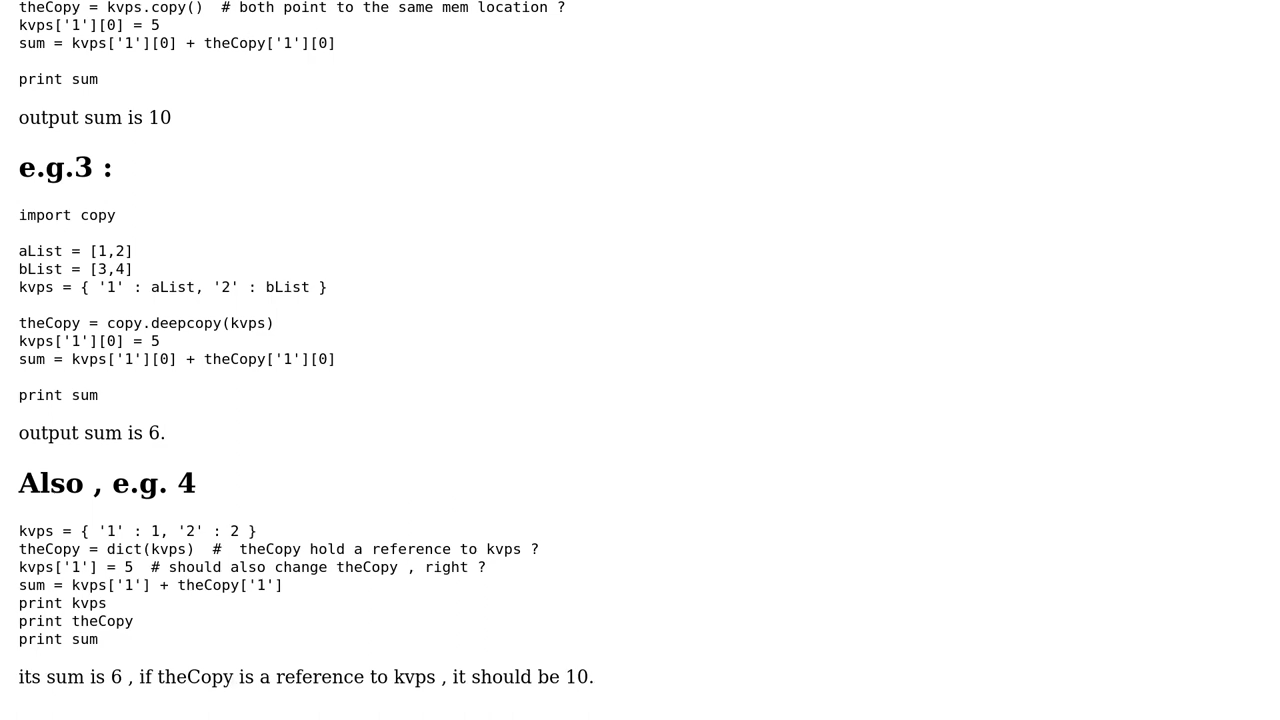 theCopy = kvps.copy()  # both point to the same mem location ?
kvps['1'][0] = 5
sum = kvps['1'][0] + theCopy['1'][0]
print sum
output sum is 10
e.g.3 :
import copy
aList = [1,2]
bList = [3,4]
kvps = { '1' : aList, '2' : bList }
theCopy = copy.deepcopy(kvps)
kvps['1'][0] = 5
sum = kvps['1'][0] + theCopy['1'][0]
print sum
output sum is 6.
Also , e.g. 4
kvps = { '1' : 1, '2' : 2 }
theCopy = dict(kvps)  #  theCopy hold a reference to kvps ?
kvps['1'] = 5  # should also change theCopy , right ?
sum = kvps['1'] + theCopy['1']
print kvps
print theCopy
print sum
its sum is 6 , if theCopy is a reference to kvps , it should be 10.